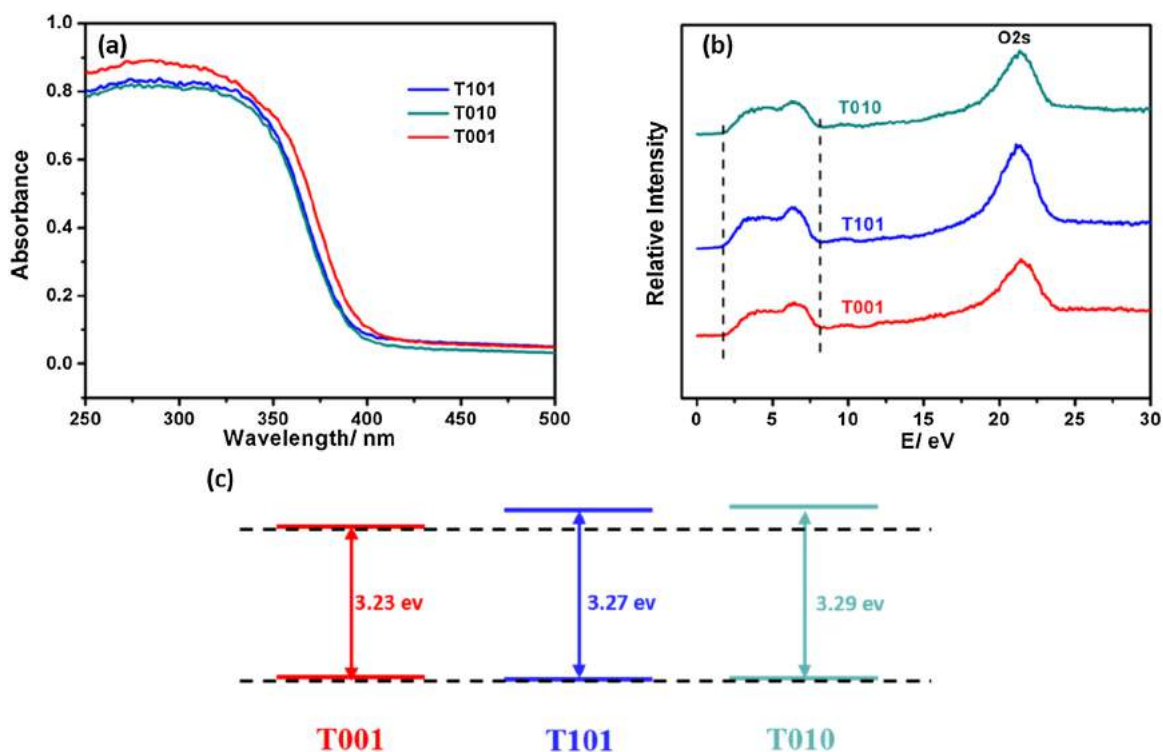 (a)
1.0
0.8
0.6
0.4
0.2
0.0
Absorbance
T101
T010
T001
250 300 350 400 450 500
Wavelength/ nm
(b)
O2s
T010
T101
T001
Relative Intensity
0 5 10 15 20 25 30
E/ eV
(c)
3.23 ev 3.27 ev 3.29 ev
T001 T101 T010